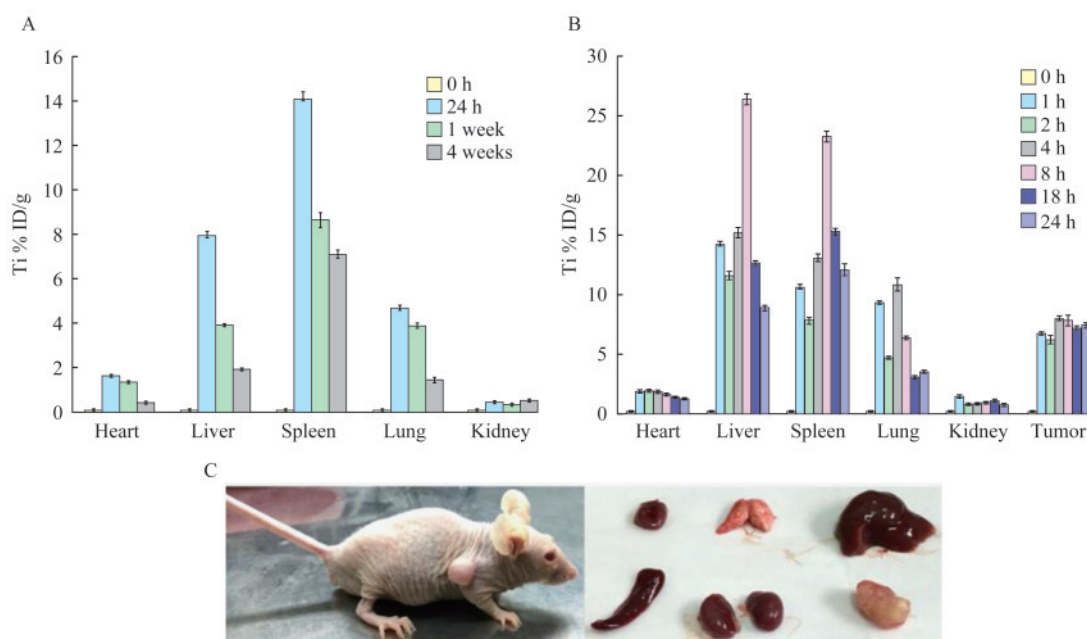 A
Ti % ID/g
16
14
12
10
8
6
4
2
0
0 h
24 h
1 week
4 weeks
Heart Liver Spleen Lung Kidney
B
Ti % ID/g
30
25
20
15
10
5
0
0 h
1 h
2 h
4 h
8 h
18 h
24 h
Heart Liver Spleen Lung Kidney Tumor
C